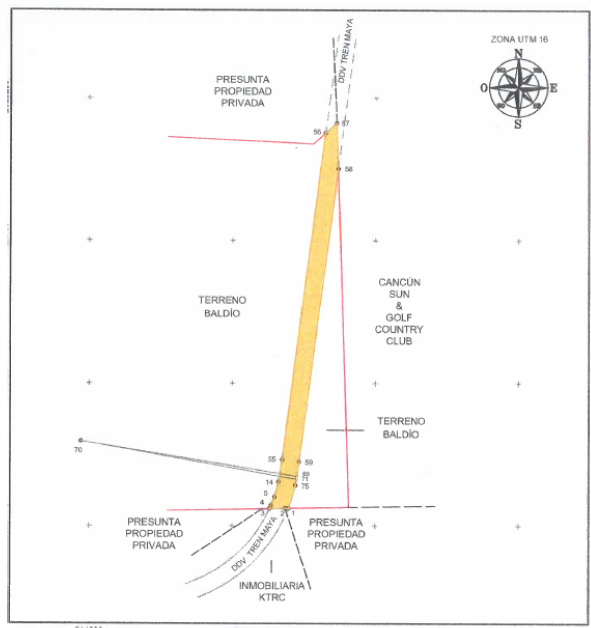 ZONA UTM 16
N
O
E
S
DDV TREN MAYA
PRESUNTA
PROPIEDAD
PRIVADA
57
56
58
CANCÚN
SUN
&
GOLF
COUNTRY
CLUB
TERRENO
BALDÍO
TERRENO
BALDÍO
70
55
59
14
71
75
5
4
3
2
1
PRESUNTA
PROPIEDAD
PRIVADA
PRESUNTA
PROPIEDAD
PRIVADA
DDV TREN MAYA
INMOBILIARIA
KTRC